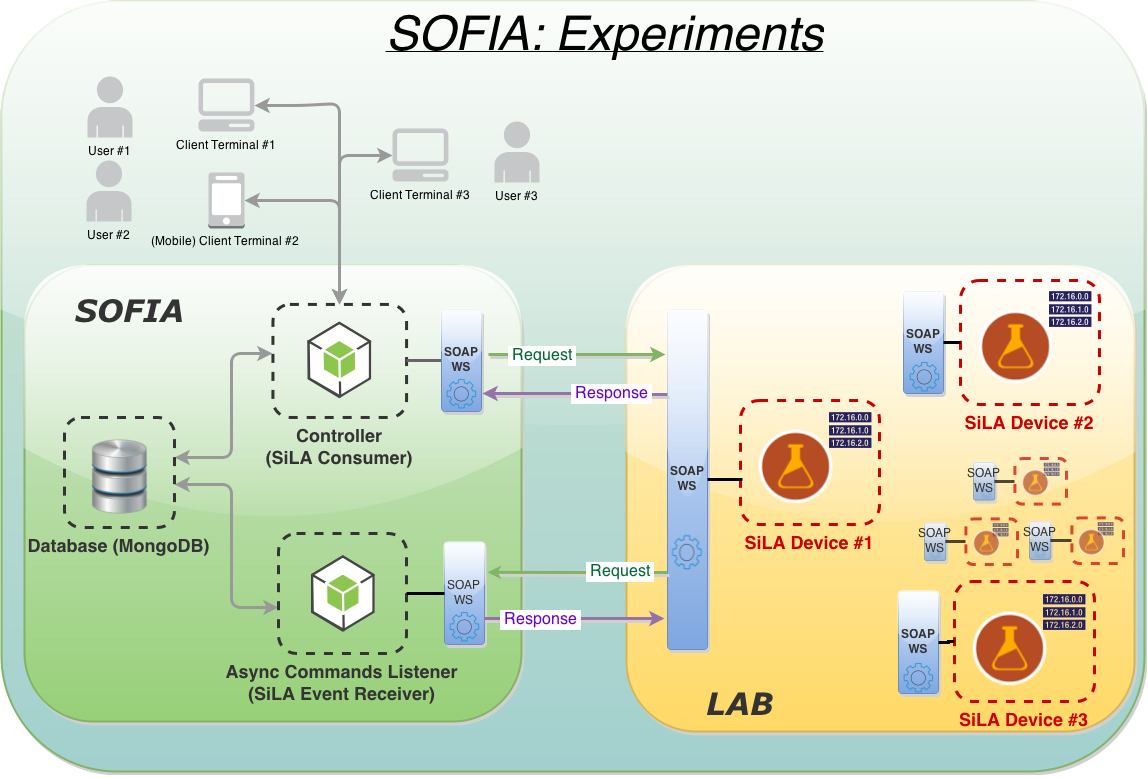 SOFIA: Experiments
User #1
Client Terminal #1
Client Terminal #3
User #3
User #2
(Mobile) Client Terminal #2
SOFIA
SOAP
WS
Request
Response
Controller
(SiLA Consumer)
Database (MongoDB)
SOAP
WS
Request
Response
Async Commands Listener
(SiLA Event Receiver)
SOAP
WS
172.16.0.0
172.16.1.0
172.16.2.0
SiLA Device #1
SOAP
WS
172.16.0.0
172.16.1.0
172.16.2.0
SiLA Device #2
SOAP
WS
SOAP
WS
SOAP
WS
SOAP
WS
172.16.0.0
172.16.1.0
172.16.2.0
SiLA Device #3
LAB